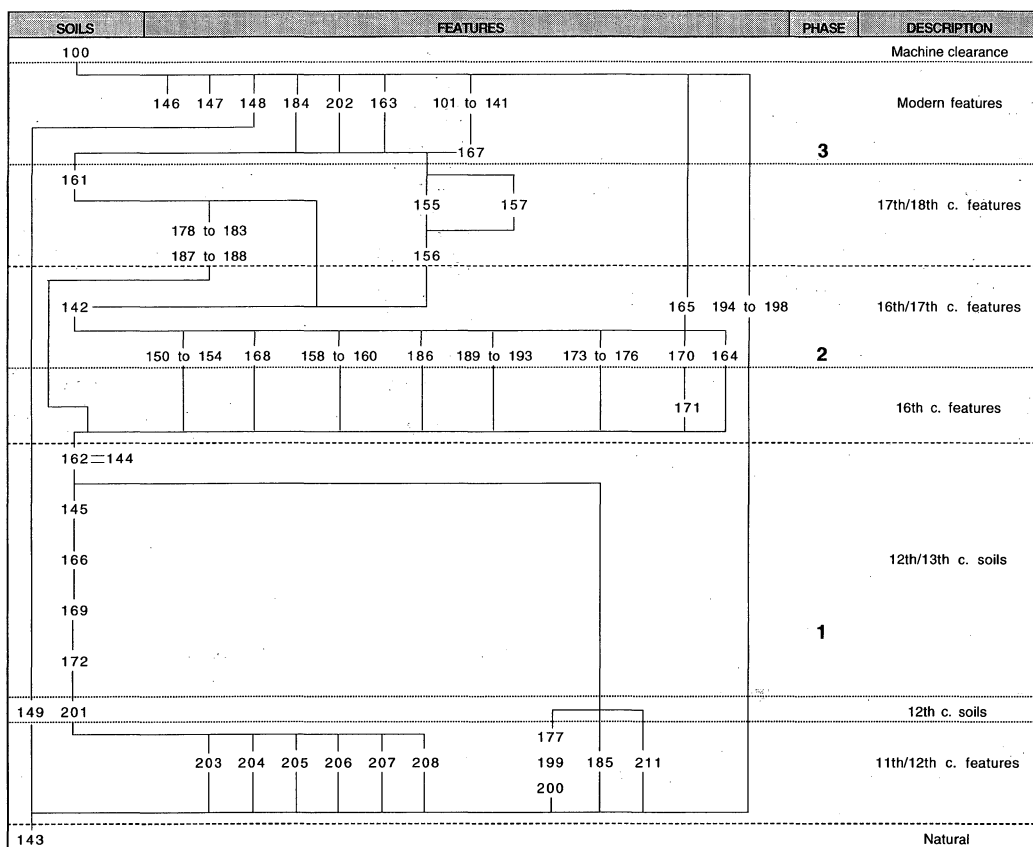 SOILS FEATURES PHASE DESCRIPTION
100 Machine clearance
146 147 148 184 202 163 101 to 141 Modern features
3
167
161
155 157 17th/18th c. features
178 to 183
187 to 188 156
142 165 194 to 198 16th/17th c. features
150 to 154 168 158 to 160 186 189 to 193 173 to 176 170 164 2
171 16th c. features
162 144
145
166 12th/13th c. soils
169
1
172
149 201 12th c. soils
177
203 204 205 206 207 208 199 185 211 11th/12th c. features
200
143 Natural